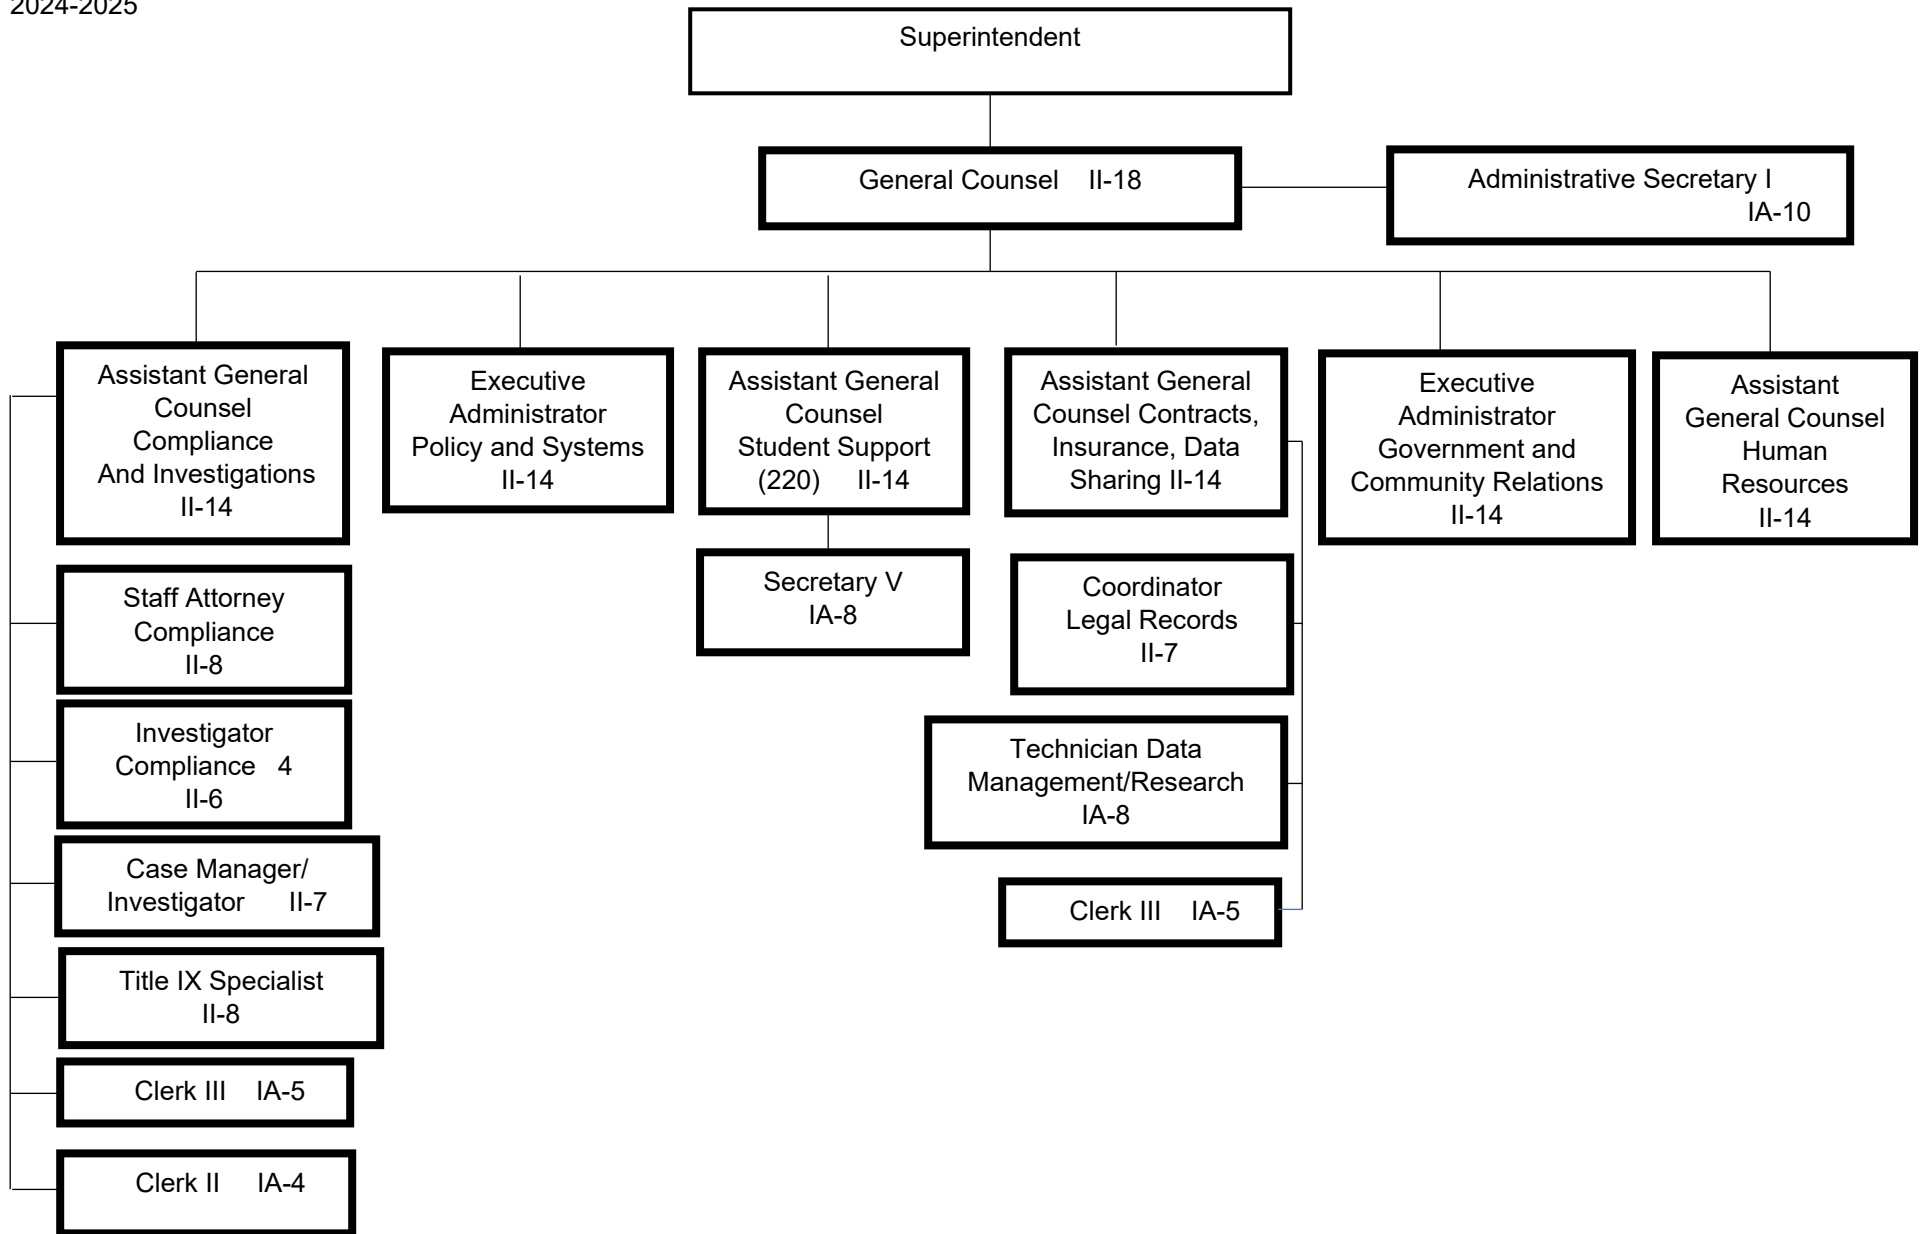 2024-2025
Superintendent
General Counsel II-18
Administrative Secretary I
IA-10
Assistant General
Counsel
Compliance
And Investigations
II-14
Executive
Administrator
Policy and Systems
II-14
Assistant General
Counsel
Student Support
(220) II-14
Assistant General
Counsel Contracts,
Insurance, Data
Sharing II-14
Executive
Administrator
Government and
Community Relations
II-14
Assistant
General Counsel
Human
Resources
II-14
Staff Attorney
Compliance
II-8
Investigator
Compliance 4
II-6
Case Manager/
Investigator II-7
Title IX Specialist
II-8
Clerk III IA-5
Clerk II IA-4
Secretary V
IA-8
Coordinator
Legal Records
II-7
Technician Data
Management/Research
IA-8
Clerk III IA-5